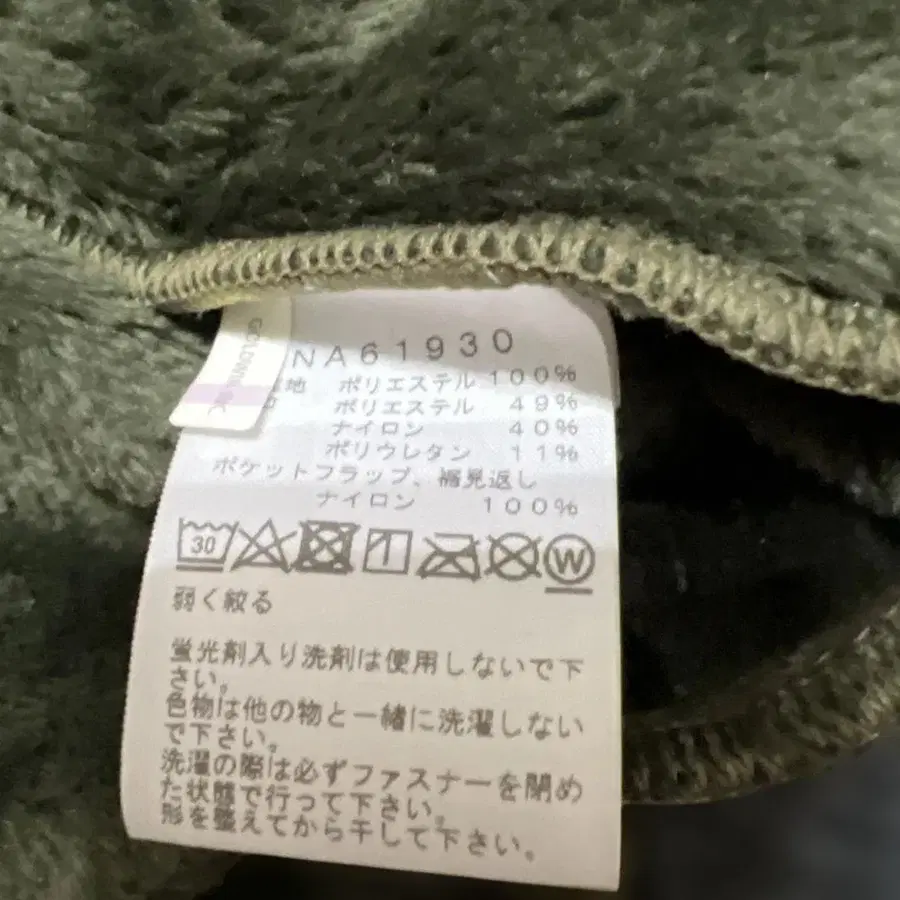 GOLDWIN INC
NA61930
地 ポリエステル 100%
ポリエステル 49%
ナイロン 40%
ポリウレタン 11%
ポケットフラップ、裾見返し
ナイロン 100%
30
W
弱く絞る
蛍光剤入り洗剤は使用しないで下
さい。
色物は他の物と一緒に洗濯しない
で下さい。
洗濯の際は必ずファスナーを閉め
た状態で行って下さい。
形を整えてから干して下さい。